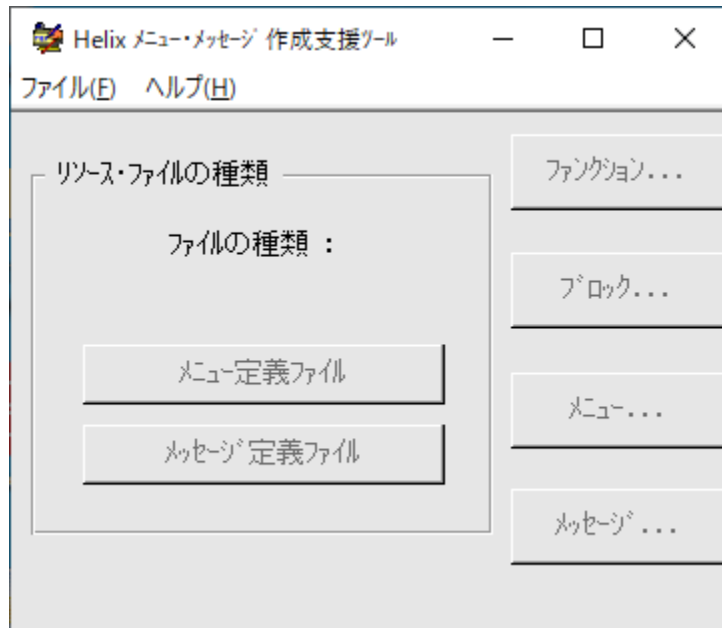 Helix ﾒﾆｭｰ・ﾒｯｾｰｼﾞ 作成支援ﾂｰﾙ
ファイル(F) ヘルプ(H)
ﾘｿｰｽ・ﾌｧｲﾙの種類
ﾌｧｲﾙの種類 :
ﾒﾆｭｰ定義ﾌｧｲﾙ
ﾒｯｾｰｼﾞ定義ﾌｧｲﾙ
ﾌｧﾝｸｼｮﾝ...
ﾌﾞﾛｯｸ...
ﾒﾆｭｰ...
ﾒｯｾｰｼﾞ...